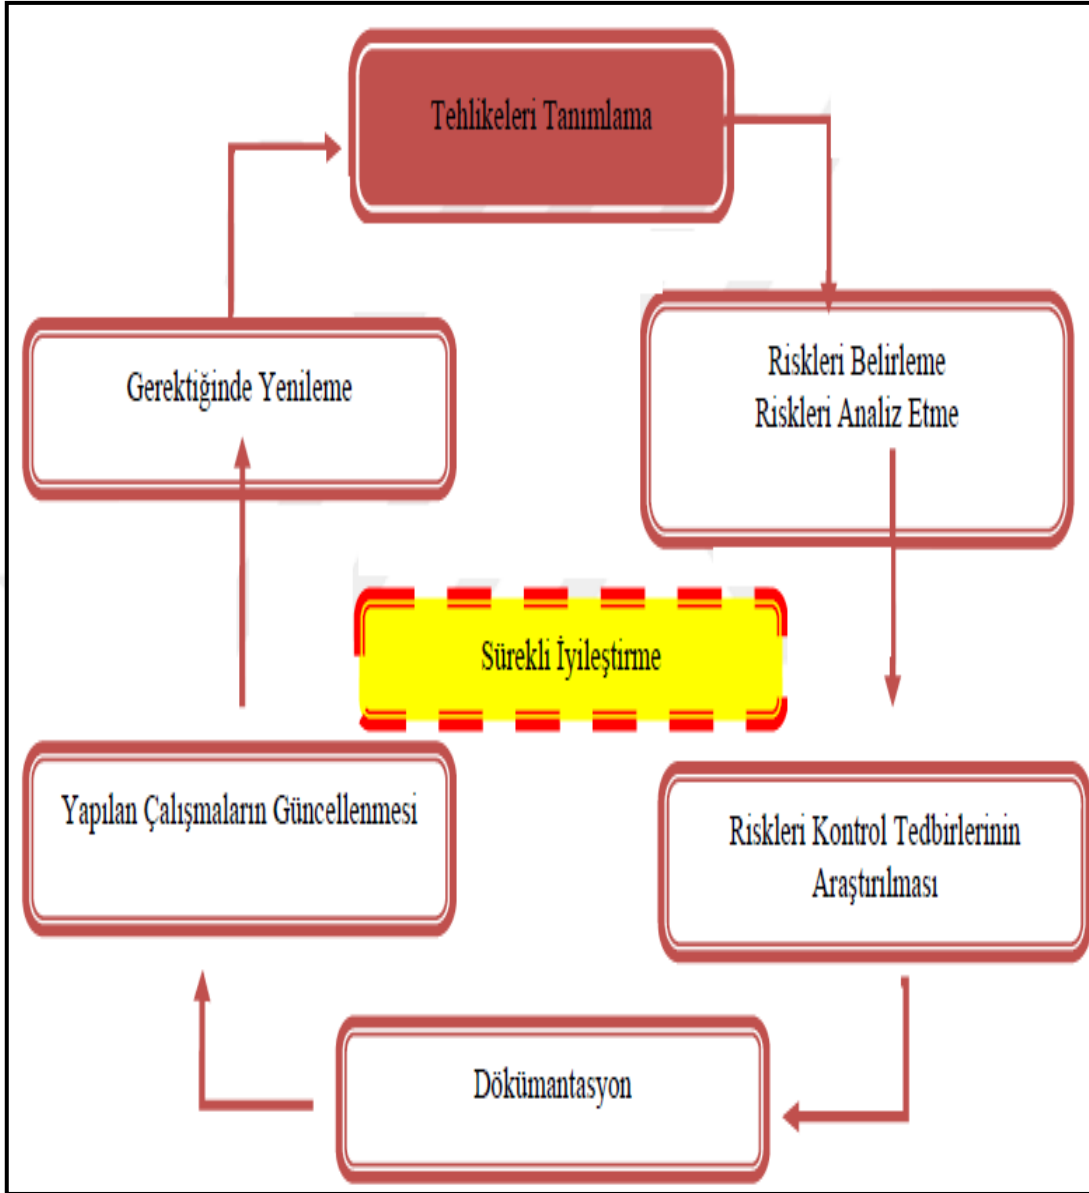 Tehlikeleri Tanımlama
Riskleri Belirleme
Riskleri Analiz Etme
Gerektiğinde Yenileme
Sürekli İyileştirme
Yapılan Çalışmaların Güncellenmesi
Riskleri Kontrol Tedbirlerinin
Araştırılması
Dökümantasyon